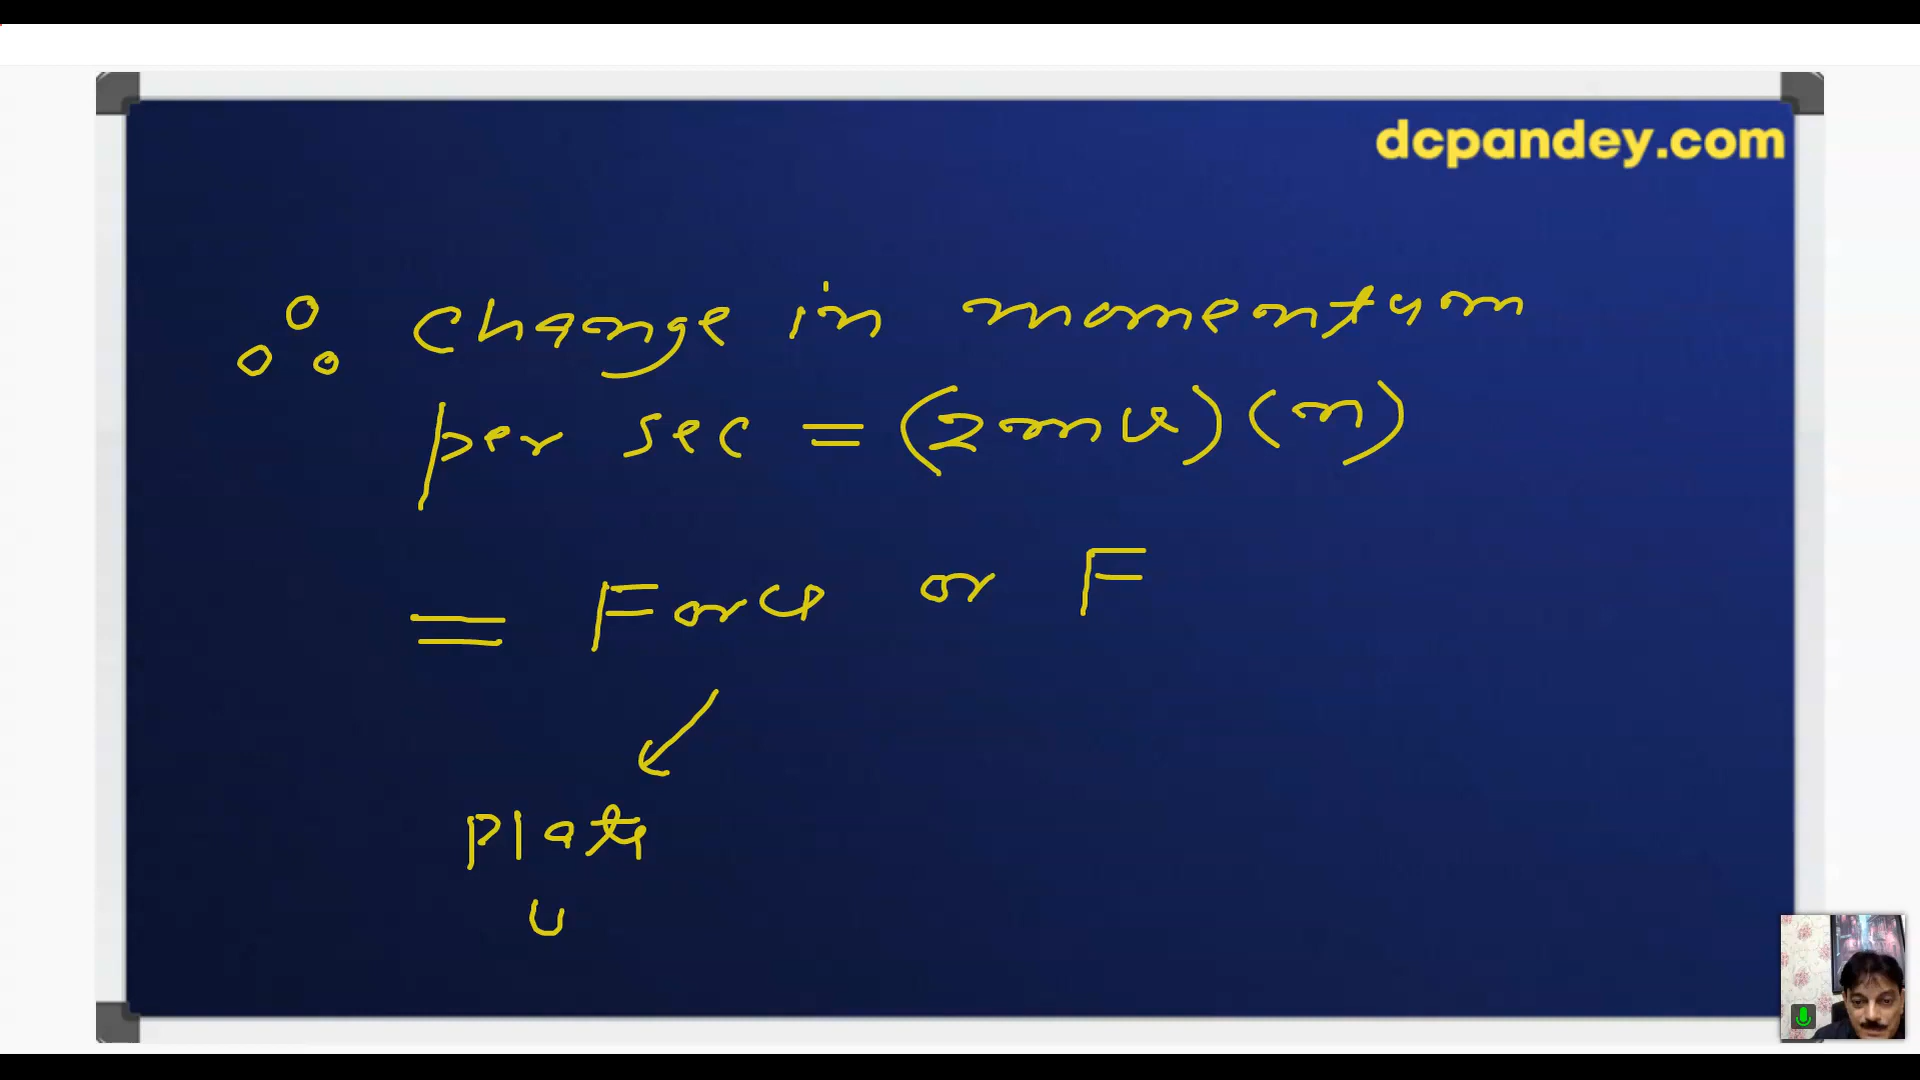 dcpandey.com
∴ change in momentum
per sec = (2mv)(n)
= Force or F
Plate